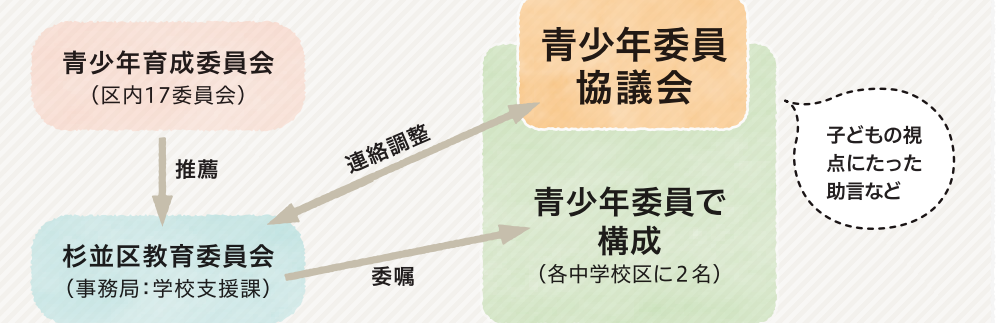 青少年育成委員会
（区内17委員会）
推薦
杉並区教育委員会
（事務局：学校支援課）
連絡調整
委嘱
青少年委員
協議会
青少年委員で
構成
（各中学校区に2名）
子どもの視
点にたった
助言など